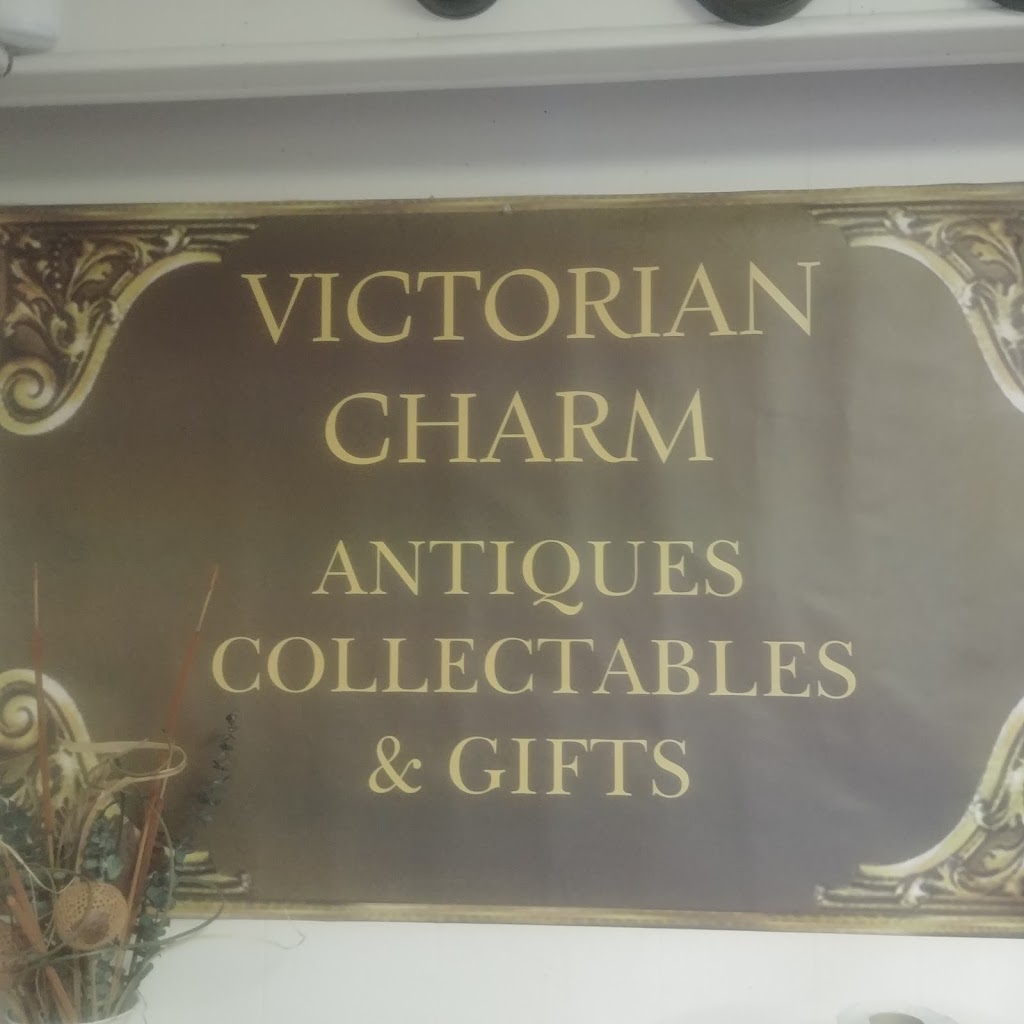 VICTORIAN
CHARM
ANTIQUES
COLLECTABLES
& GIFTS